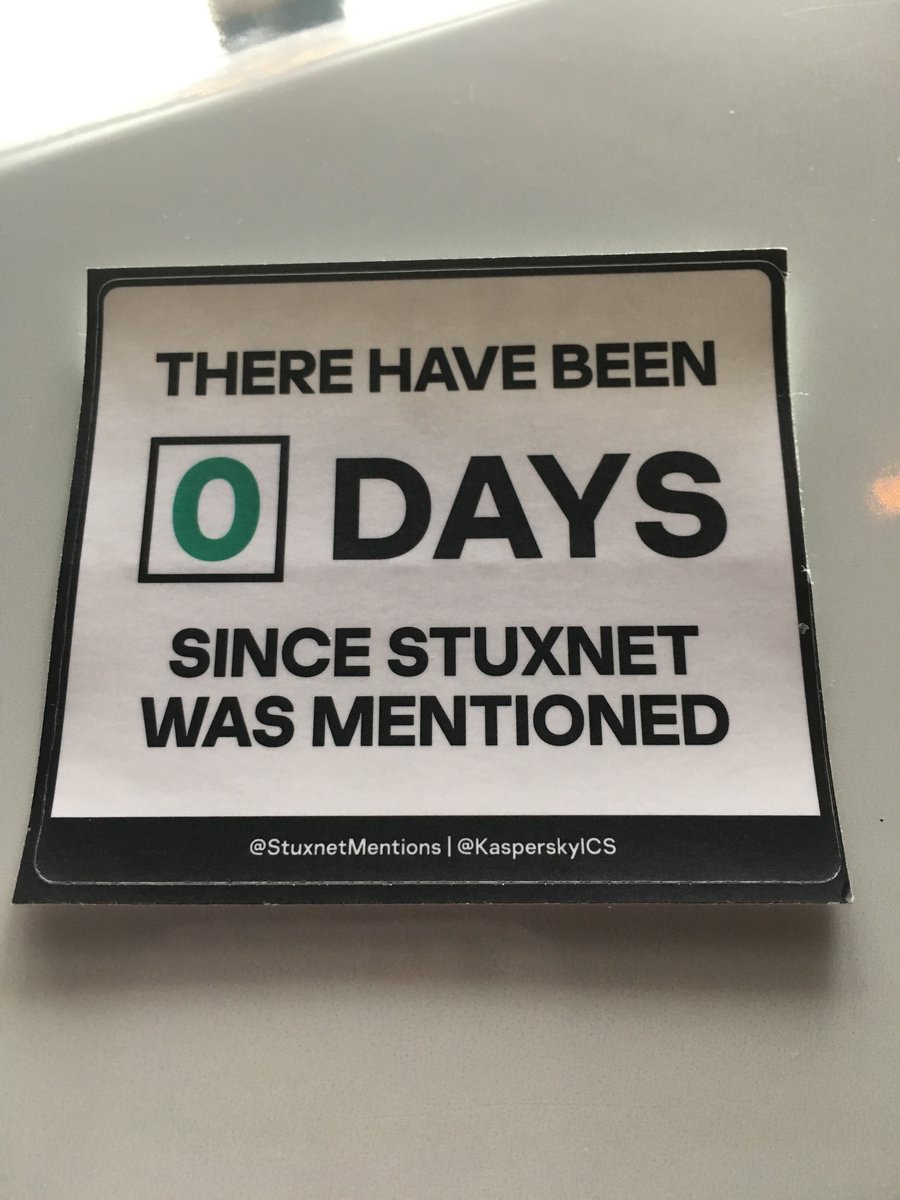 THERE HAVE BEEN
0 DAYS
SINCE STUXNET
WAS MENTIONED
@StuxnetMentions | @KasperskyICS